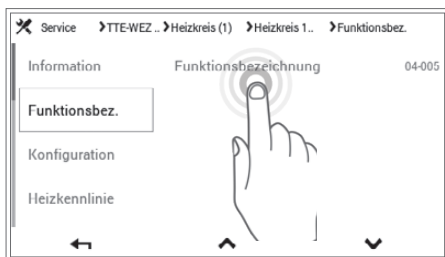 Service > TTE-WEZ .. > Heizkreis (1) > Heizkreis 1.. > Funktionsbez.
Information
Funktionsbezeichnung 04-005
Funktionsbez.
Konfiguration
Heizkennlinie